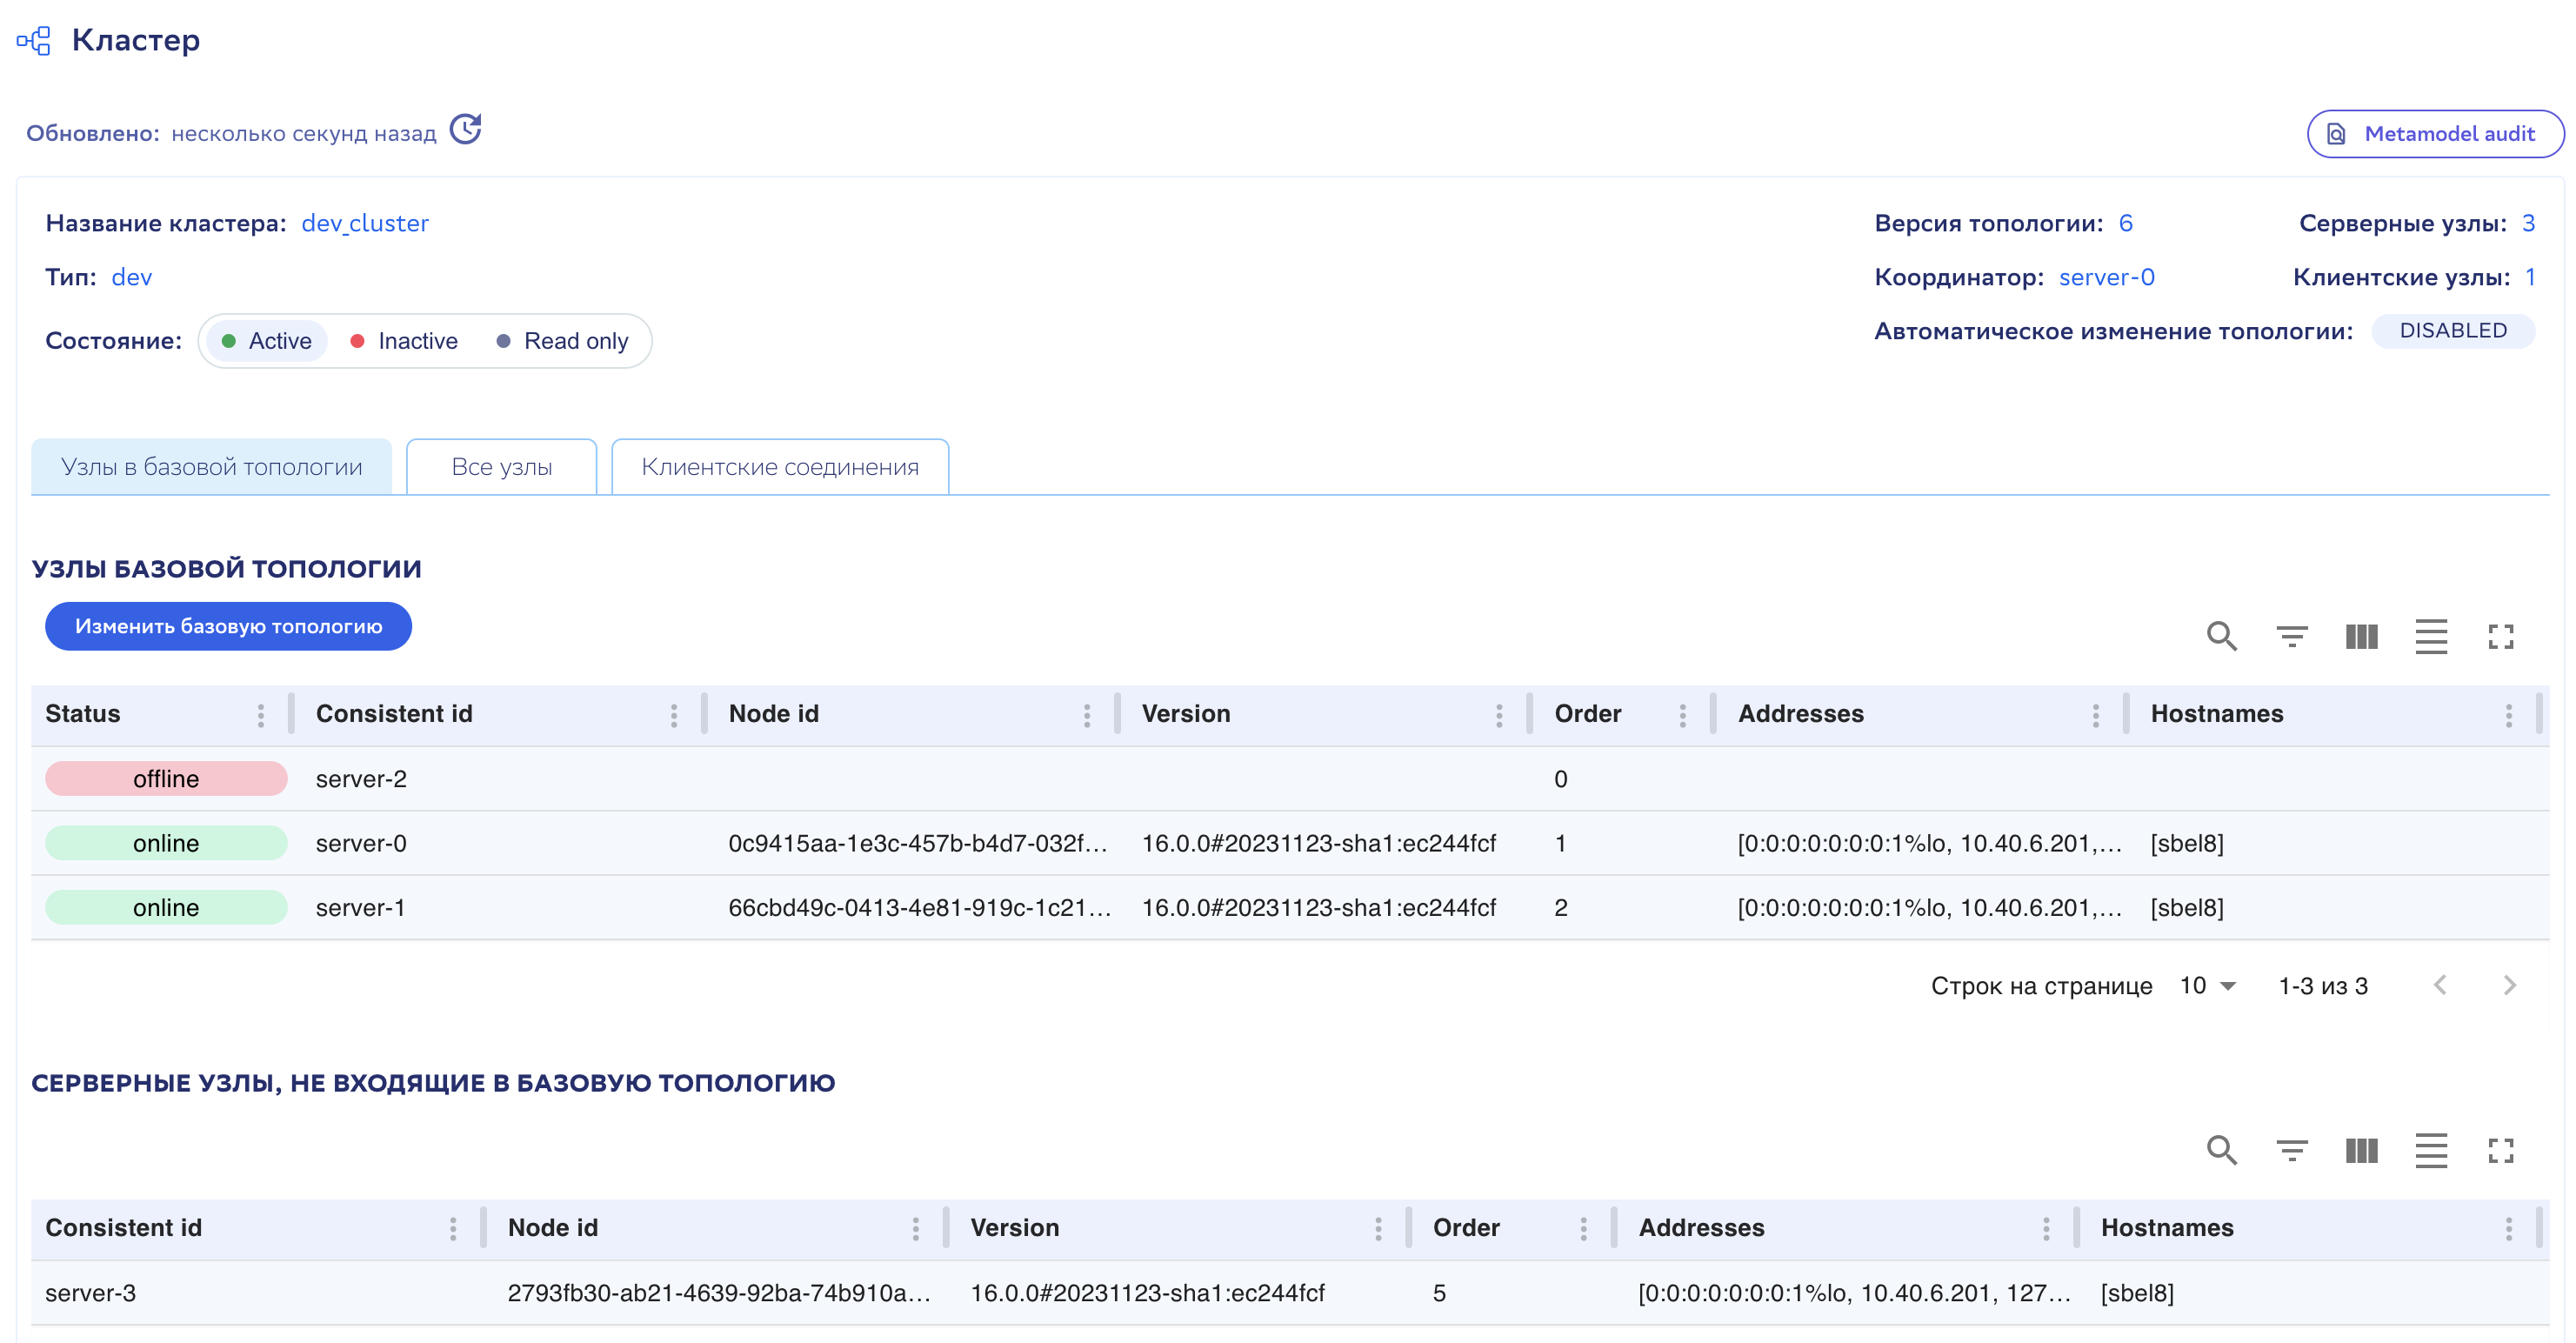 Кластер
Обновлено: несколько секунд назад
Metamodel audit
Название кластера: dev_cluster
Версия топологии: 6
Серверные узлы: 3
Тип: dev
Координатор: server-0
Клиентские узлы: 1
Состояние: Active Inactive Read only
Автоматическое изменение топологии: DISABLED
Узлы в базовой топологии Все узлы Клиентские соединения
УЗЛЫ БАЗОВОЙ ТОПОЛОГИИ
Изменить базовую топологию
Status Consistent id Node id Version Order Addresses Hostnames
offline server-2 0
online server-0 0c9415aa-1e3c-457b-b4d7-032f... 16.0.0#20231123-sha1:ec244fcf 1 [0:0:0:0:0:0:0:1%lo, 10.40.6.201,... [sbel8]
online server-1 66cbd49c-0413-4e81-919c-1c21... 16.0.0#20231123-sha1:ec244fcf 2 [0:0:0:0:0:0:0:1%lo, 10.40.6.201,... [sbel8]
Строк на странице 10 1-3 из 3
СЕРВЕРНЫЕ УЗЛЫ, НЕ ВХОДЯЩИЕ В БАЗОВУЮ ТОПОЛОГИЮ
Consistent id Node id Version Order Addresses Hostnames
server-3 2793fb30-ab21-4639-92ba-74b910a... 16.0.0#20231123-sha1:ec244fcf 5 [0:0:0:0:0:0:0:1%lo, 10.40.6.201, 127... [sbel8]